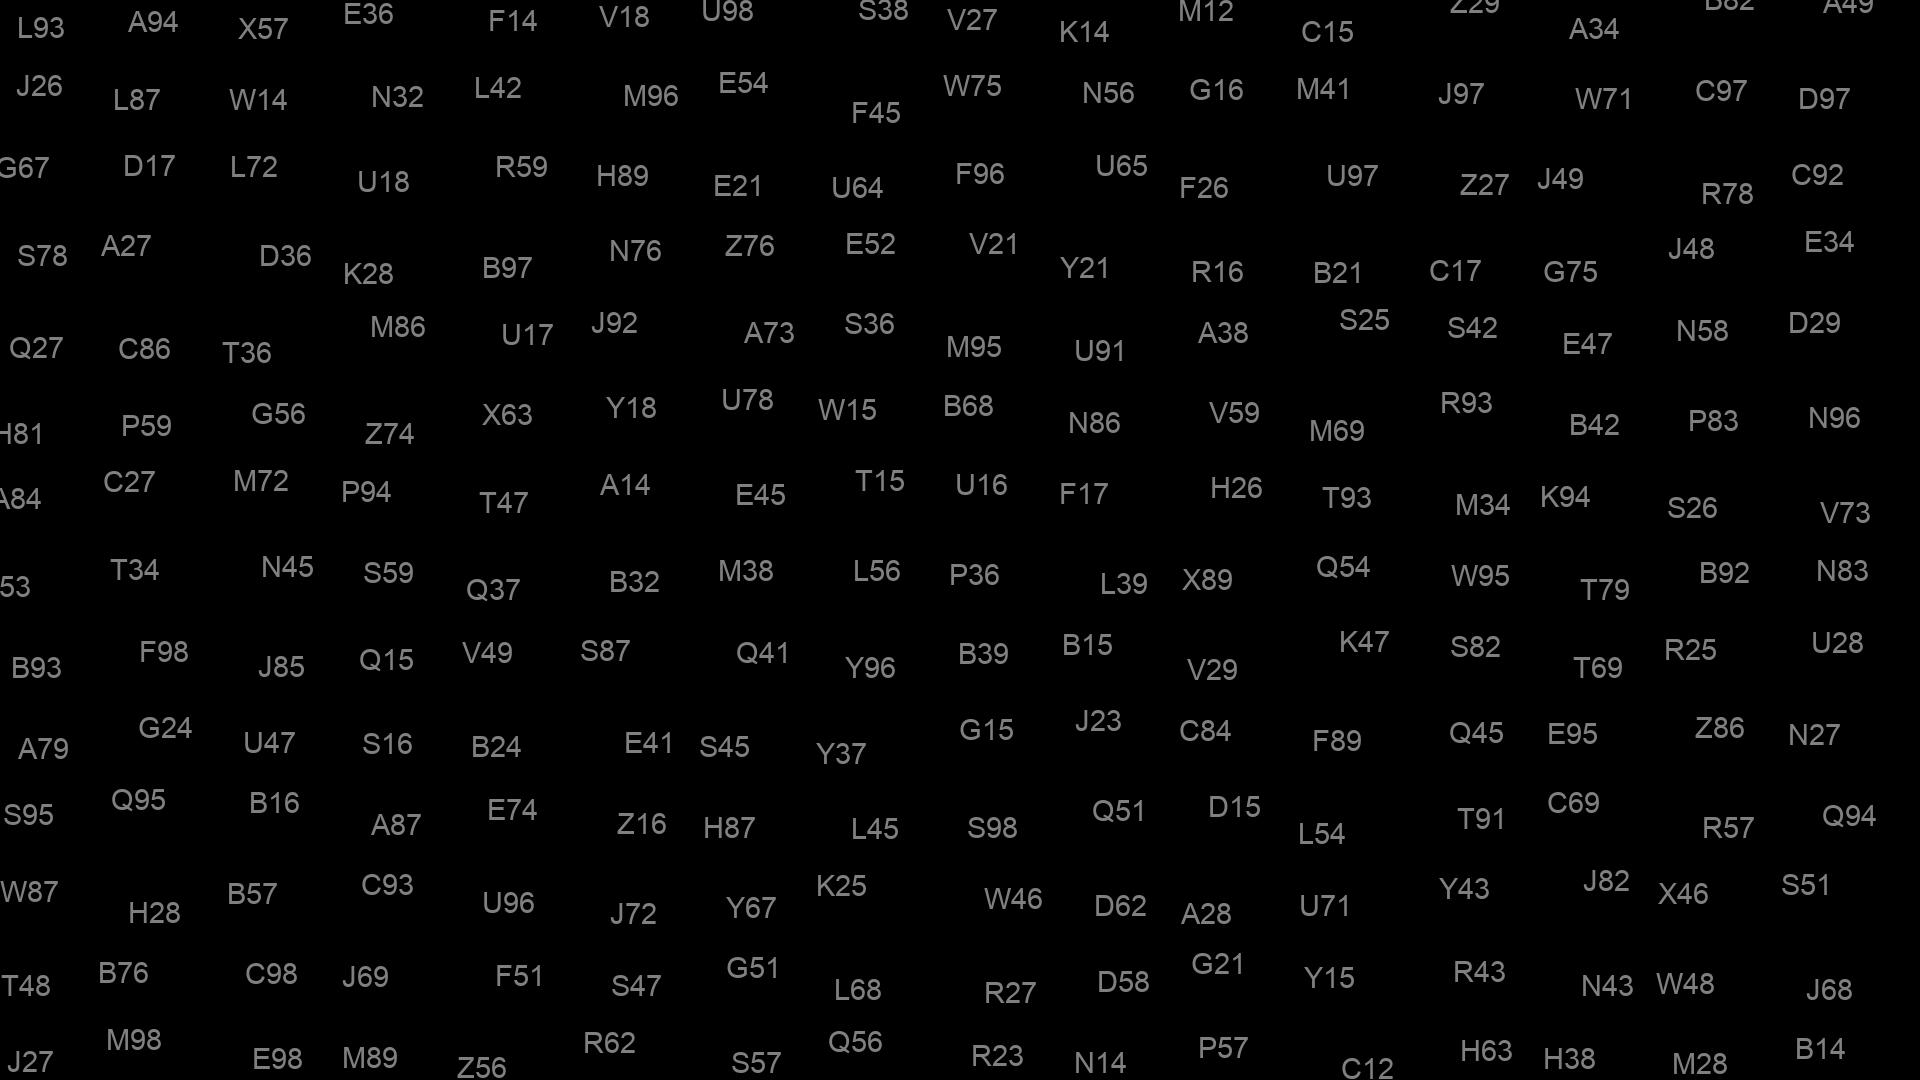 L93 A94 X57 E36 F14 V18 U98 S38 V27 K14 M12 C15 Z29 A34 B82 A49
J26 L87 W14 N32 L42 M96 E54 F45 W75 N56 G16 M41 J97 W71 C97 D97
G67 D17 L72 U18 R59 H89 E21 U64 F96 U65 F26 U97 Z27 J49 R78 C92
S78 A27 D36 K28 B97 N76 Z76 E52 V21 Y21 R16 B21 C17 G75 J48 E34
Q27 C86 T36 M86 U17 J92 A73 S36 M95 U91 A38 S25 S42 E47 N58 D29
H81 P59 G56 Z74 X63 Y18 U78 W15 B68 N86 V59 M69 R93 B42 P83 N96
A84 C27 M72 P94 T47 A14 E45 T15 U16 F17 H26 T93 M34 K94 S26 V73
53 T34 N45 S59 Q37 B32 M38 L56 P36 L39 X89 Q54 W95 T79 B92 N83
B93 F98 J85 Q15 V49 S87 Q41 Y96 B39 B15 V29 K47 S82 T69 R25 U28
A79 G24 U47 S16 B24 E41 S45 Y37 G15 J23 C84 F89 Q45 E95 Z86 N27
S95 Q95 B16 A87 E74 Z16 H87 L45 S98 Q51 D15 L54 T91 C69 R57 Q94
W87 H28 B57 C93 U96 J72 Y67 K25 W46 D62 A28 U71 Y43 J82 X46 S51
T48 B76 C98 J69 F51 S47 G51 L68 R27 D58 G21 Y15 R43 N43 W48 J68
J27 M98 E98 M89 Z56 R62 S57 Q56 R23 N14 P57 C12 H63 H38 M28 B14